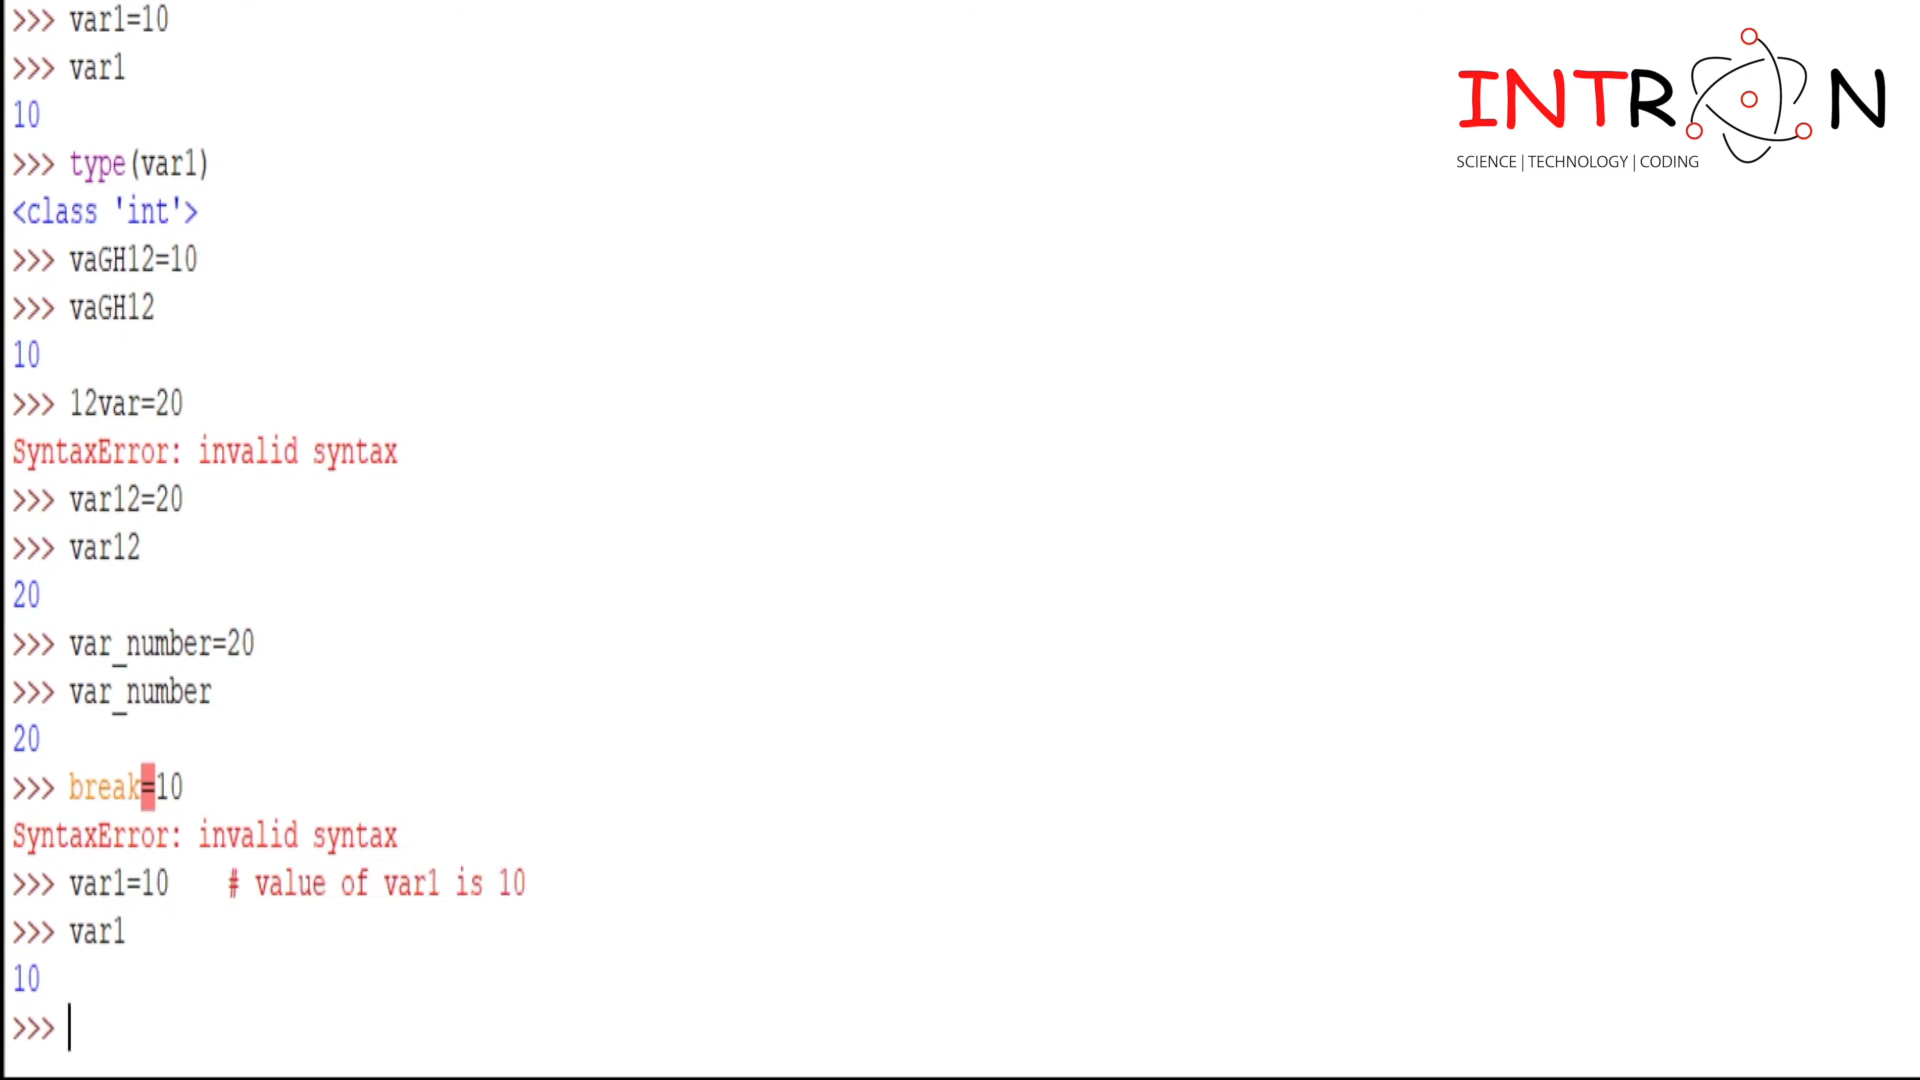 >>> var1=10
>>> var1
10
>>> type(var1)
<class 'int'>
>>> vaGH12=10
>>> vaGH12
10
>>> 12var=20
SyntaxError: invalid syntax
>>> var12=20
>>> var12
20
>>> var_number=20
>>> var_number
20
>>> break=10
SyntaxError: invalid syntax
>>> var1=10    # value of var1 is 10
>>> var1
10
>>>
INTRON
SCIENCE | TECHNOLOGY | CODING